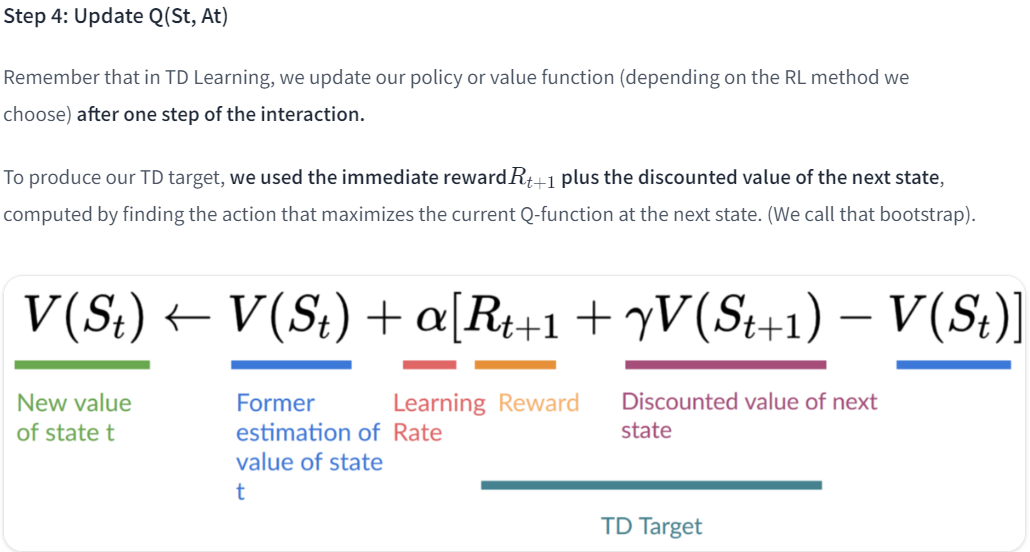 Step 4: Update Q(St, At)
Remember that in TD Learning, we update our policy or value function (depending on the RL method we
choose) after one step of the interaction.
To produce our TD target, we used the immediate reward R_{t+1} plus the discounted value of the next state,
computed by finding the action that maximizes the current Q-function at the next state. (We call that bootstrap).
V(S_t) ← V(S_t) + α[R_{t+1} + γV(S_{t+1}) − V(S_t)]
New value
of state t
Former
estimation of
value of state
t
Learning
Rate
Reward
Discounted value of next
state
TD Target